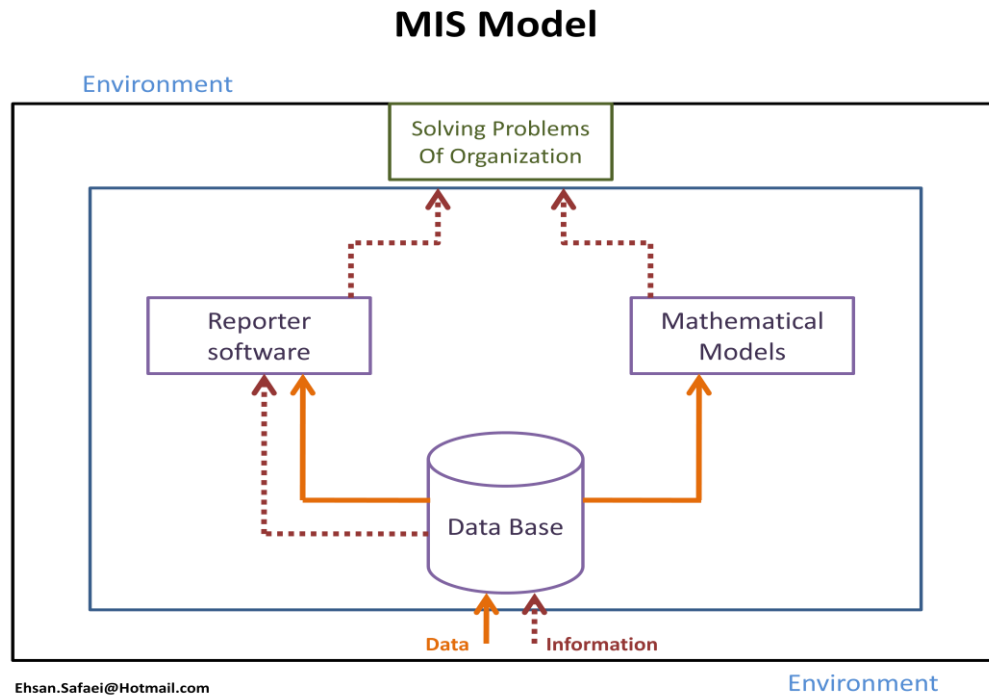 MIS Model
Environment
Solving Problems
Of Organization
Reporter
software
Mathematical
Models
Data Base
Data
Information
Ehsan.Safaei@Hotmail.com
Environment